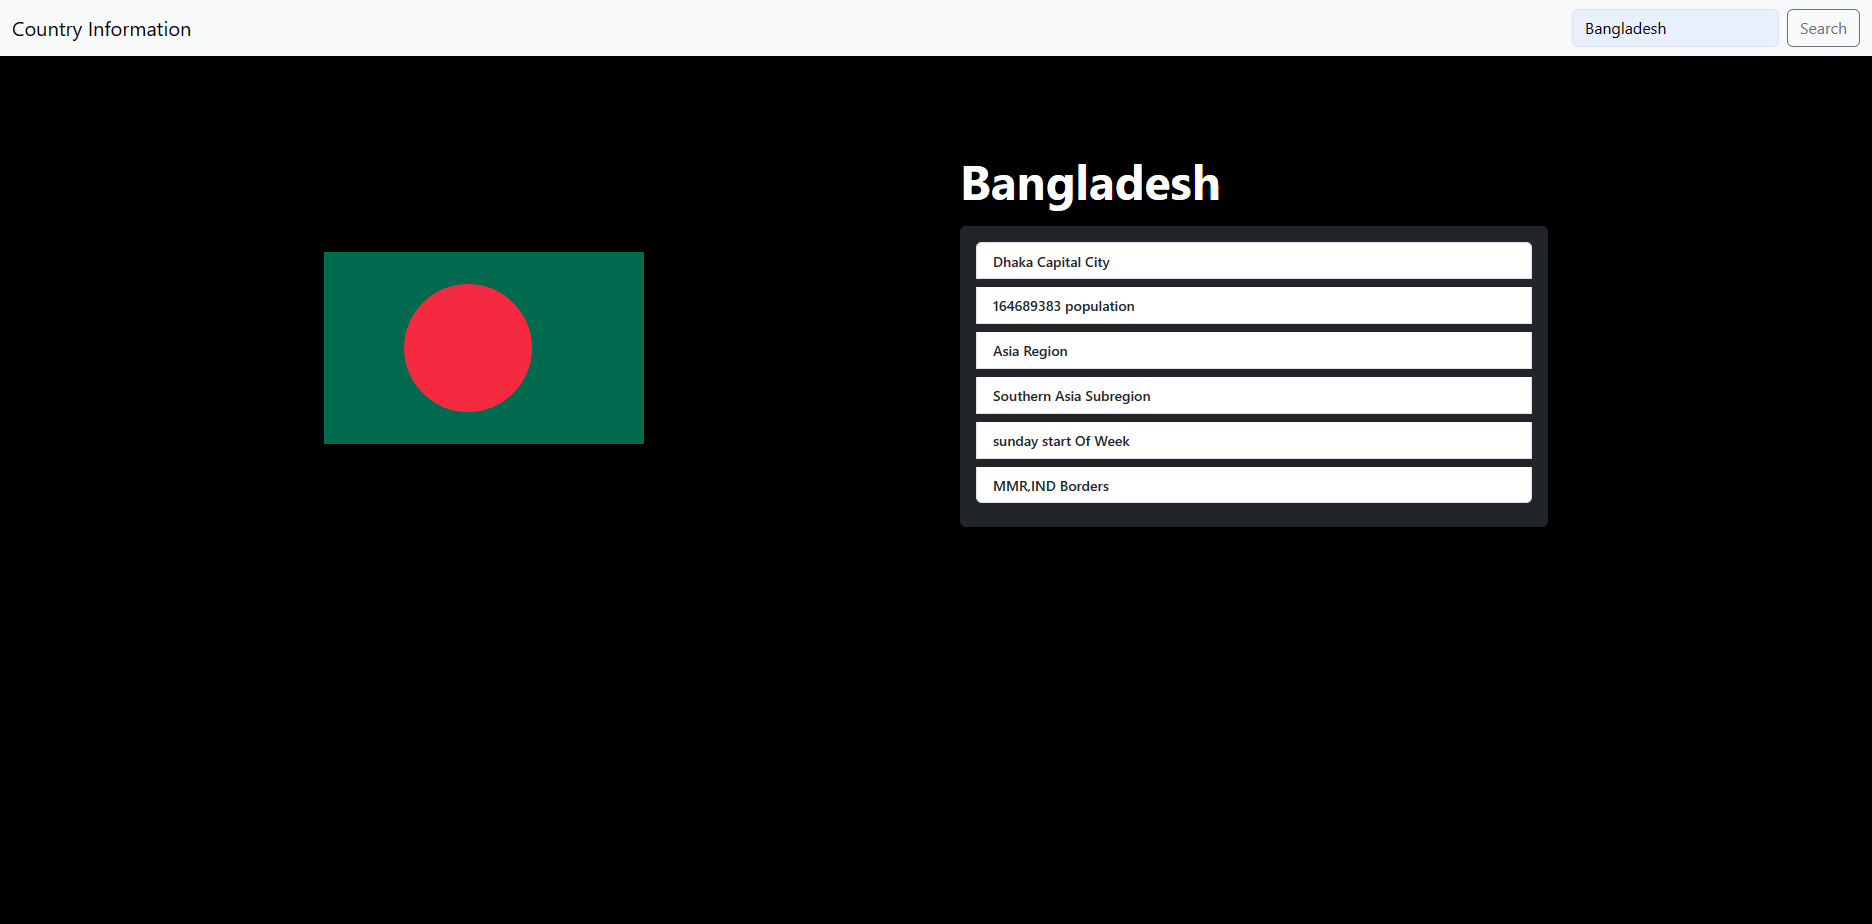 Country Information
Bangladesh
Search
Bangladesh
Dhaka Capital City
164689383 population
Asia Region
Southern Asia Subregion
sunday start Of Week
MMR,IND Borders